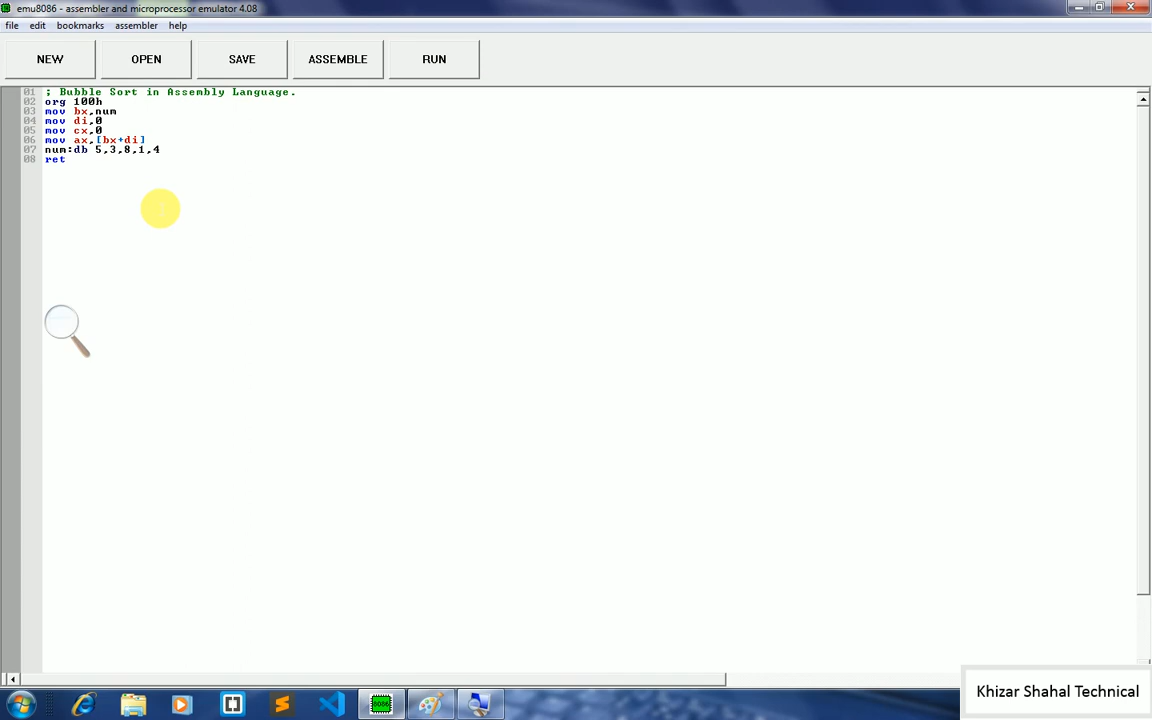 emu8086 - assembler and microprocessor emulator 4.08
file edit bookmarks assembler help
NEW OPEN SAVE ASSEMBLE RUN
01 ; Bubble Sort in Assembly Language.
02 org 100h
03 mov bx,num
04 mov di,0
05 mov cx,0
06 mov ax,[bx+di]
07 num:db 5,3,8,1,4
08 ret
8086
Khizar Shahal Technical